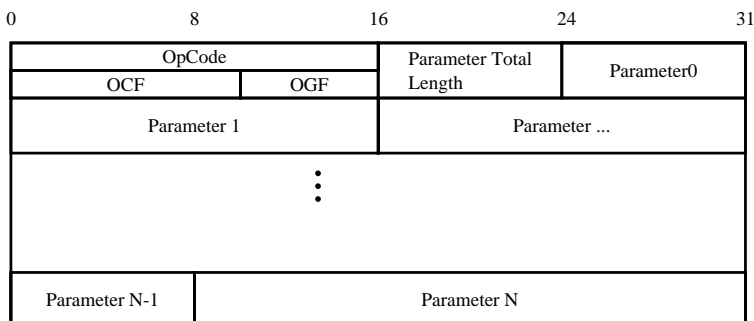 0 8 16 24 31
OpCode
Parameter Total
Length
Parameter0
OCF OGF
Parameter 1 Parameter ...
Parameter N-1 Parameter N